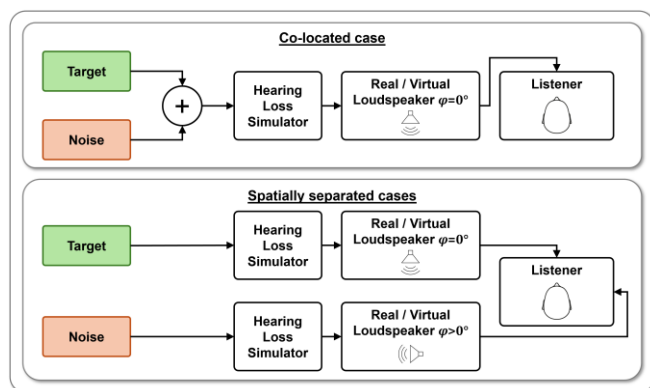 Co-located case
Target
Noise
+
Hearing
Loss
Simulator
Real / Virtual
Loudspeaker φ=0°
Listener
Spatially separated cases
Target
Hearing
Loss
Simulator
Real / Virtual
Loudspeaker φ=0°
Listener
Noise
Hearing
Loss
Simulator
Real / Virtual
Loudspeaker φ>0°